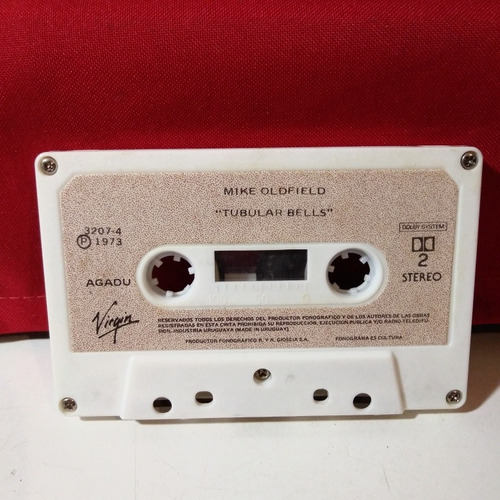 MIKE OLDFIELD
"TUBULAR BELLS"
3207-4
Ⓟ 1973
DOLBY SYSTEM
2
AGADU
STEREO
Virgin
RESERVADOS TODOS LOS DERECHOS DEL PRODUCTOR FONOGRAFICO Y DE LOS AUTORES DE LAS OBRAS
REGISTRADAS EN ESTA CINTA PROHIBIDA SU REPRODUCCION, EJECUCION PUBLICA Y/O RADIO-TELEDIFU-
SION.-INDUSTRIA URUGUAYA (MADE IN URUGUAY)
PRODUCTOR FONOGRAFICO R. Y R. GIOSCIA S.A. FONOGRAMA ES CULTURA